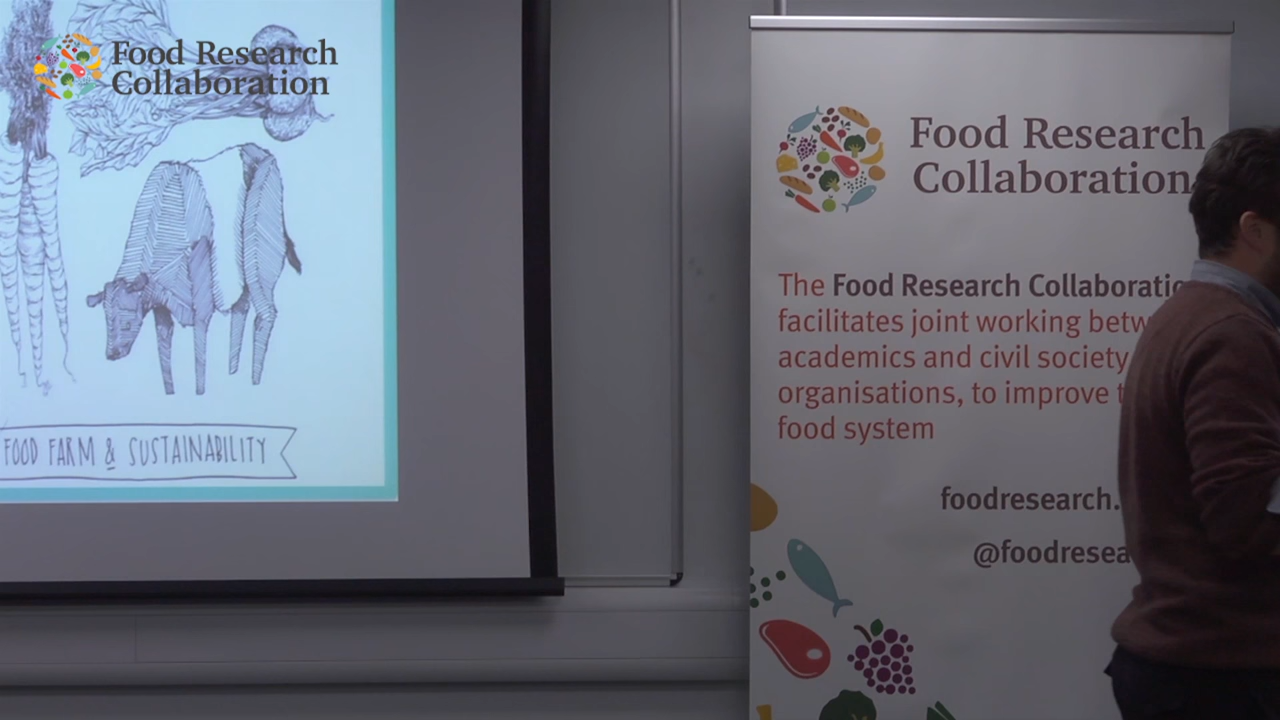 Food Research
Collaboration
FOOD FARM & SUSTAINABILITY
Food Research
Collaboration
The Food Research Collaboratio
facilitates joint working betw
academics and civil society
organisations, to improve t
food system
foodresearch.
@foodresea